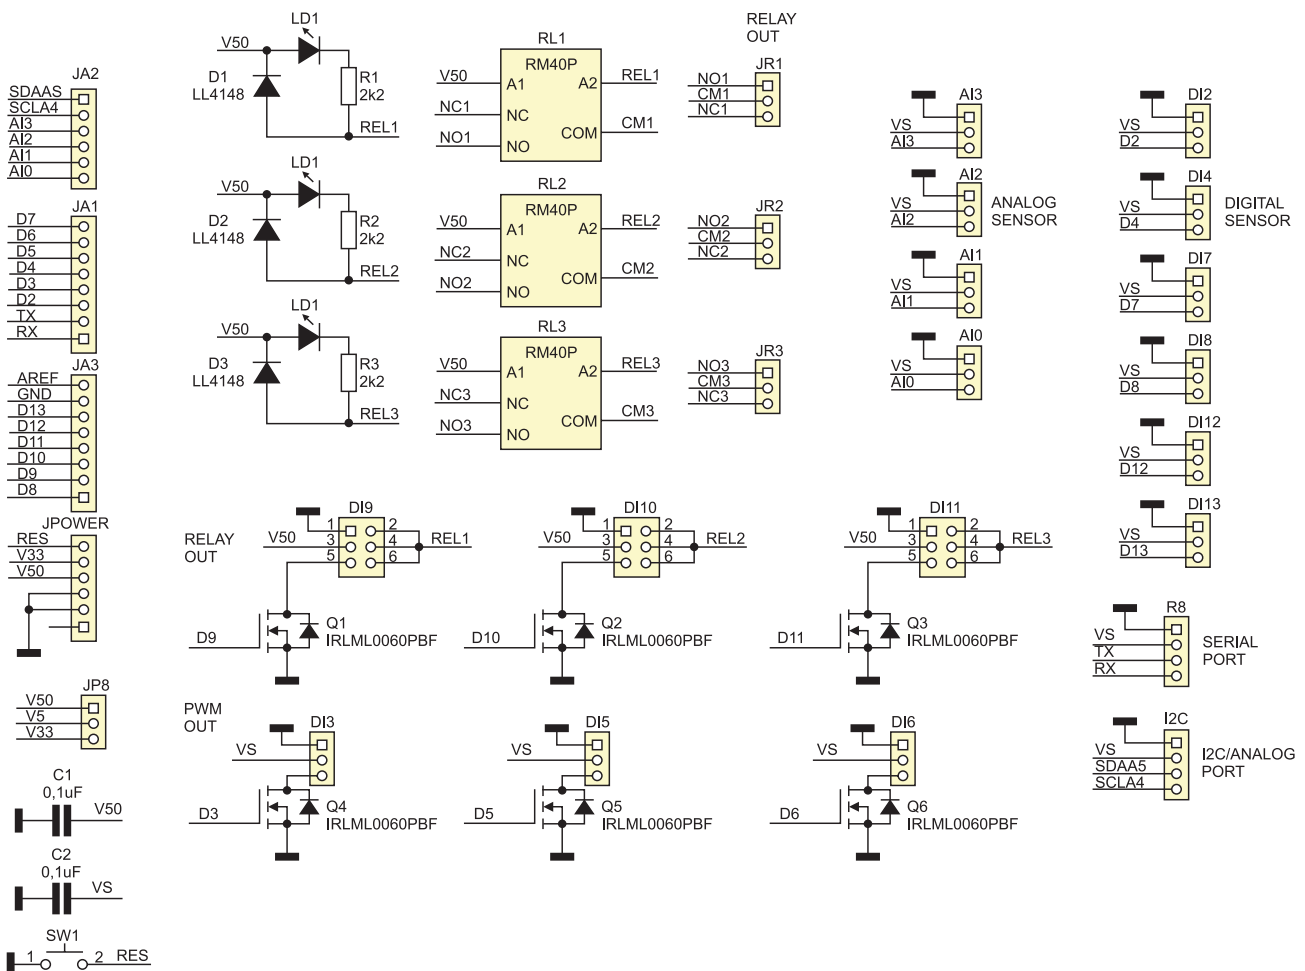 JA2
SDAAS
SCLA4
AI3
AI2
AI1
AI0
JA1
D7
D6
D5
D4
D3
D2
TX
RX
JA3
AREF
GND
D13
D12
D11
D10
D9
D8
JPOWER
RES
V33
V50
JP8
V50
V5
V33
C1
0,1uF
V50
C2
0,1uF
VS
SW1
1 2 RES
LD1
V50
D1
LL4148
R1
2k2
REL1
LD1
V50
D2
LL4148
R2
2k2
REL2
LD1
V50
D3
LL4148
R3
2k2
REL3
RL1
RM40P
V50 A1 A2 REL1
NC1 NC
COM CM1
NO1 NO
RL2
RM40P
V50 A1 A2 REL2
NC2 NC
COM CM2
NO2 NO
RL3
RM40P
V50 A1 A2 REL3
NC3 NC
COM CM3
NO3 NO
RELAY
OUT
JR1
NO1
CM1
NC1
JR2
NO2
CM2
NC2
JR3
NO3
CM3
NC3
AI3
VS
AI3
AI2
VS
AI2
ANALOG
SENSOR
AI1
VS
AI1
AI0
VS
AI0
DI2
VS
D2
DI4
VS
D4
DIGITAL
SENSOR
DI7
VS
D7
DI8
VS
D8
DI12
VS
D12
DI13
VS
D13
RELAY
OUT
DI9
1 2
V50 3 4 REL1
5 6
Q1
IRLML0060PBF
D9
DI10
1 2
V50 3 4 REL2
5 6
Q2
IRLML0060PBF
D10
DI11
1 2
V50 3 4 REL3
5 6
Q3
IRLML0060PBF
D11
PWM
OUT
DI3
VS
Q4
IRLML0060PBF
D3
DI5
VS
Q5
IRLML0060PBF
D5
DI6
VS
Q6
IRLML0060PBF
D6
R8
VS
TX
RX
SERIAL
PORT
I2C
VS
SDAA5
SCLA4
I2C/ANALOG
PORT